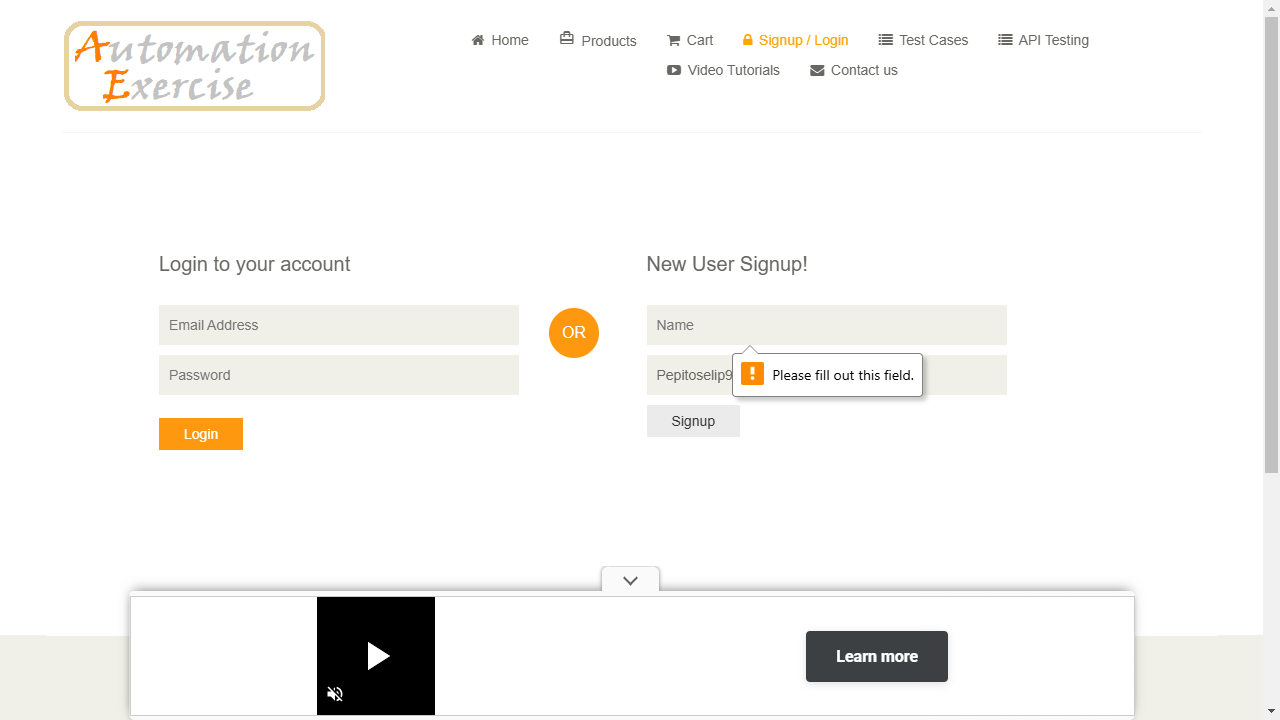 Automation
Exercise
Home
Products
Cart
Signup / Login
Test Cases
API Testing
Video Tutorials
Contact us
Login to your account
New User Signup!
Email Address
Password
Login
OR
Name
Pepitoselip9
Please fill out this field.
Signup
Learn more